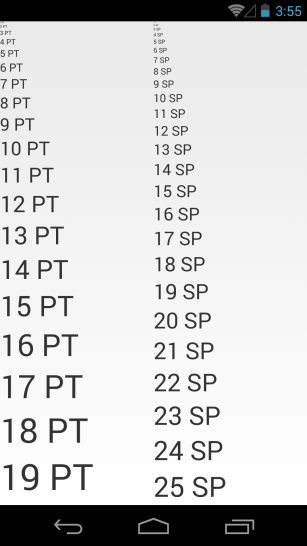 3:55
3 PT
4 PT
5 PT
6 PT
7 PT
8 PT
9 PT
10 PT
11 PT
12 PT
13 PT
14 PT
15 PT
16 PT
17 PT
18 PT
19 PT
4 SP
5 SP
6 SP
7 SP
8 SP
9 SP
10 SP
11 SP
12 SP
13 SP
14 SP
15 SP
16 SP
17 SP
18 SP
19 SP
20 SP
21 SP
22 SP
23 SP
24 SP
25 SP